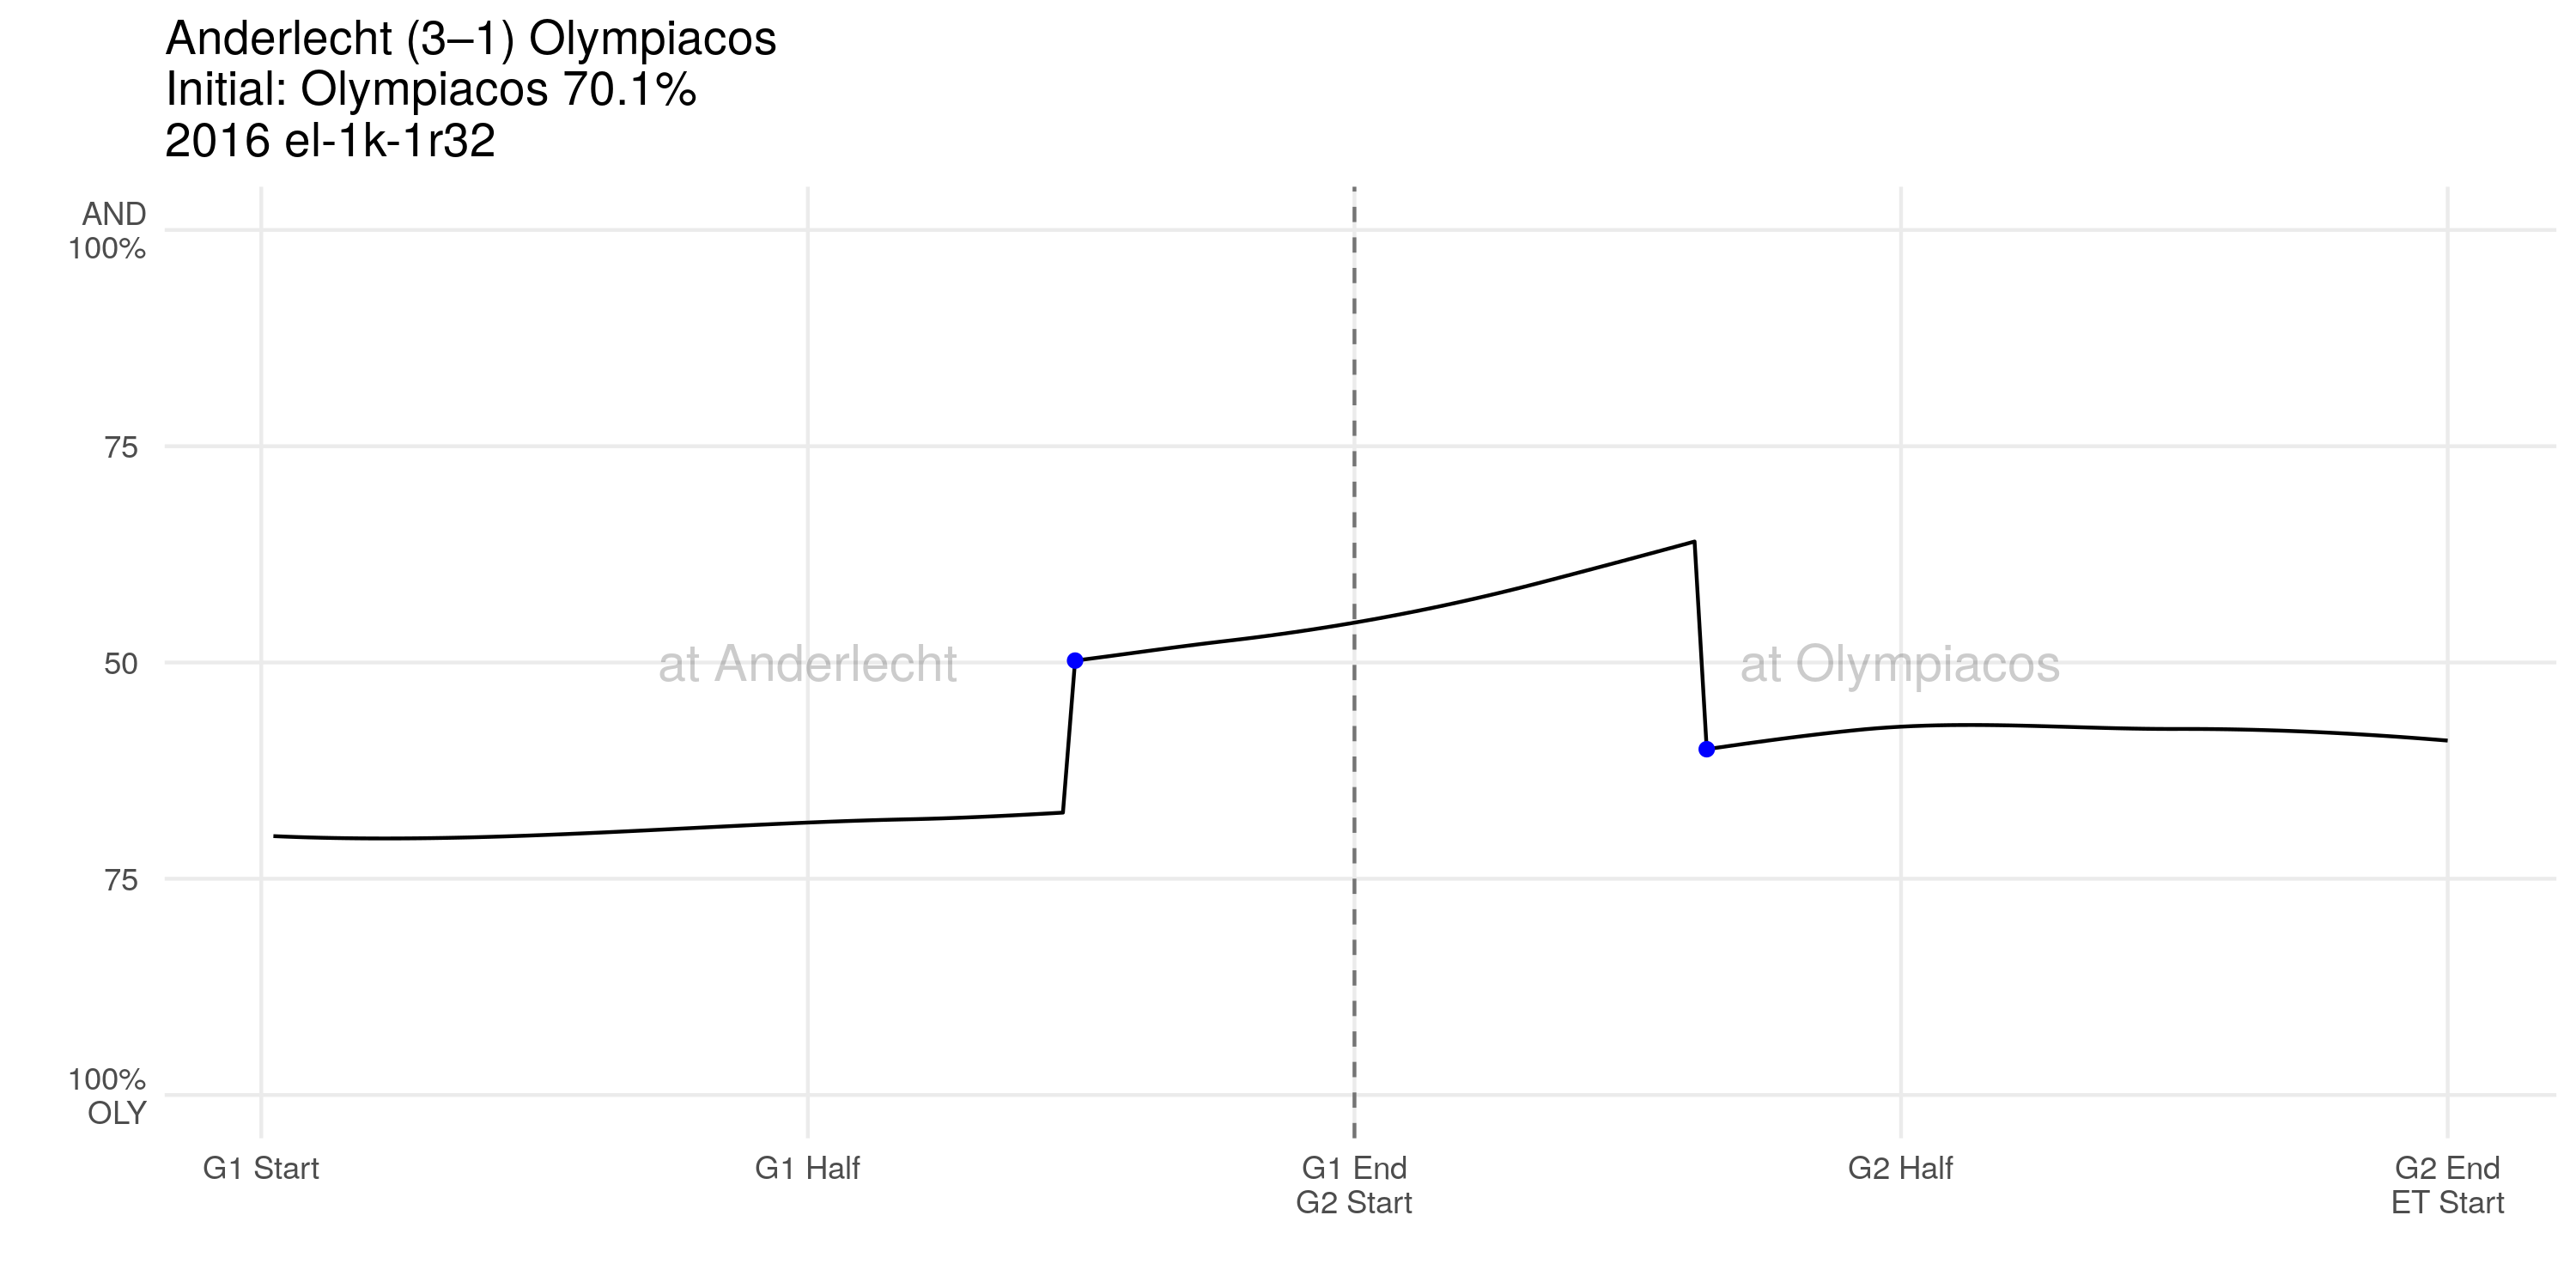 Anderlecht (3–1) Olympiacos
Initial: Olympiacos 70.1%
2016 el-1k-1r32
AND
100%
75
50
75
100%
OLY
at Anderlecht
at Olympiacos
G1 Start
G1 Half
G1 End
G2 Start
G2 Half
G2 End
ET Start